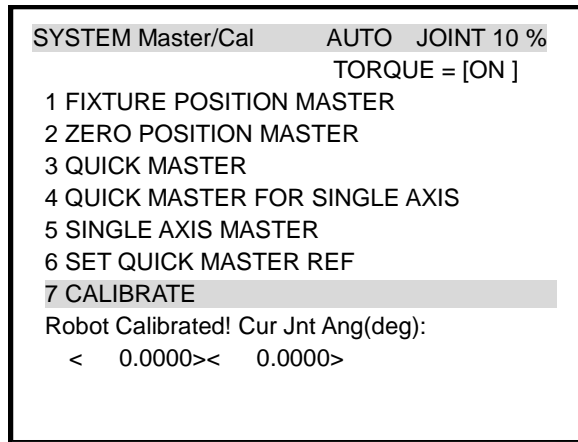 SYSTEM Master/Cal AUTO JOINT 10 %
TORQUE = [ON ]
1 FIXTURE POSITION MASTER
2 ZERO POSITION MASTER
3 QUICK MASTER
4 QUICK MASTER FOR SINGLE AXIS
5 SINGLE AXIS MASTER
6 SET QUICK MASTER REF
7 CALIBRATE
Robot Calibrated! Cur Jnt Ang(deg):
< 0.0000>< 0.0000>